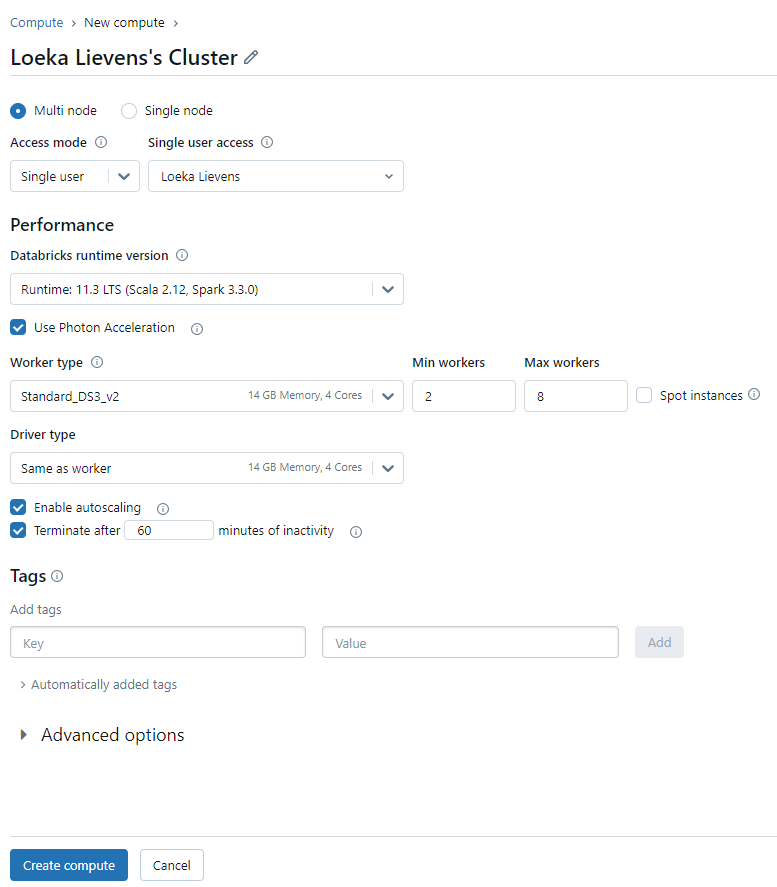 Compute > New compute >
Loeka Lievens's Cluster
Multi node Single node
Access mode Single user access
Single user Loeka Lievens
Performance
Databricks runtime version
Runtime: 11.3 LTS (Scala 2.12, Spark 3.3.0)
Use Photon Acceleration
Worker type Min workers Max workers
Standard_DS3_v2 14 GB Memory, 4 Cores 2 8 Spot instances
Driver type
Same as worker 14 GB Memory, 4 Cores
Enable autoscaling
Terminate after 60 minutes of inactivity
Tags
Add tags
Key Value Add
> Automatically added tags
Advanced options
Create compute Cancel